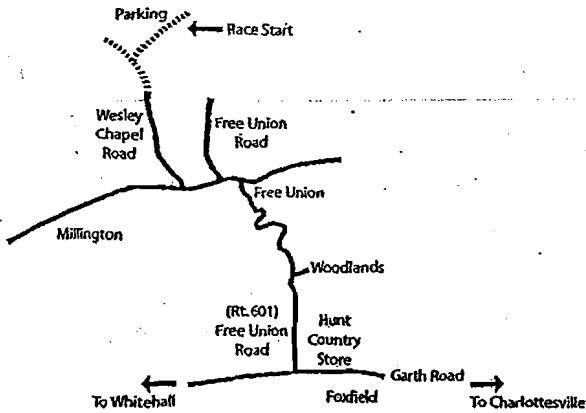 Parking
Race Start
Wesley
Chapel
Road
Free Union
Road
Free Union
Millington
Woodlands
(Rt. 601)
Free Union
Road
Hunt
Country
Store
Garth Road
To Whitehall
Foxfield
To Charlottesville